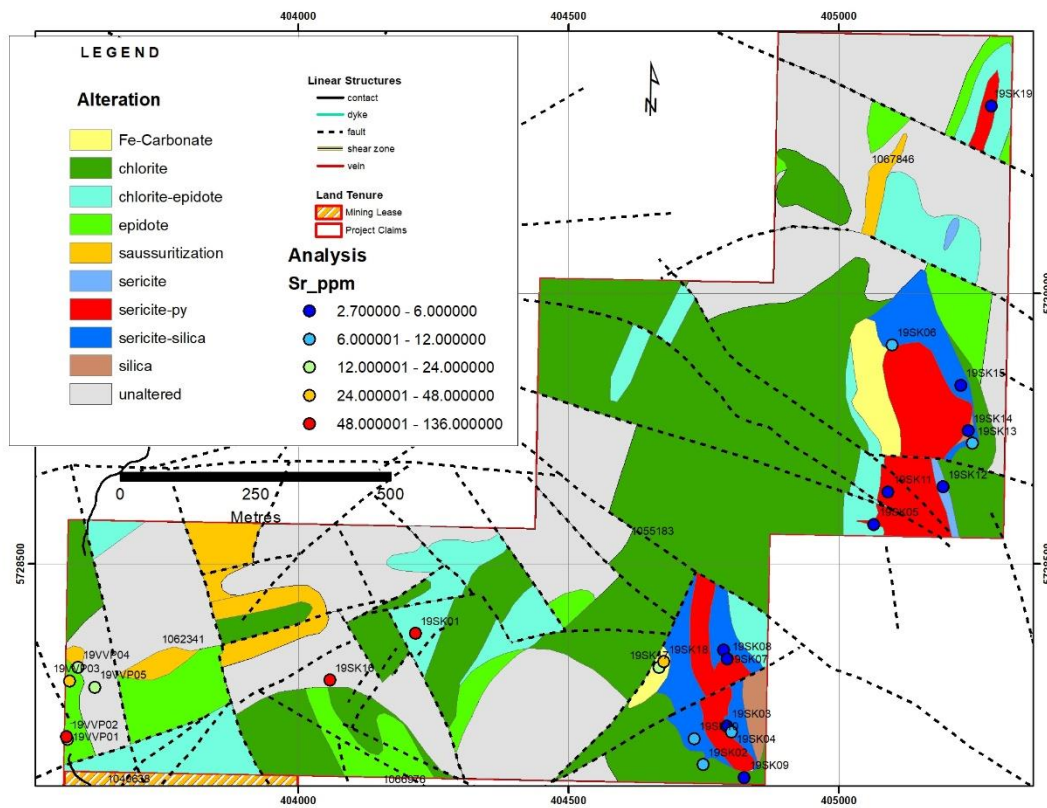 404000
404500
405000
LEGEND
Alteration
Fe-Carbonate
chlorite
chlorite-epidote
epidote
saussuritization
sericite
sericite-py
sericite-silica
silica
unaltered
Linear Structures
contact
dyke
fault
shear zone
vein
Land Tenure
Mining Lease
Project Claims
Analysis
Sr_ppm
2.700000 - 6.000000
6.000001 - 12.000000
12.000001 - 24.000000
24.000001 - 48.000000
48.000001 - 136.000000
N
19SK19
1067846
19SK06
19SK15
19SK14
19SK13
19SK11
19SK12
19SK05
0
250
500
Metres
1055183
5728500
19SK01
1062341
19VVP04
19VVP03
19VVP05
19SK16
19SK17
19SK18
19SK08
19SK07
19VVP02
19VVP01
19SK03
19SK04
19SK02
19SK09
404000
404500
405000